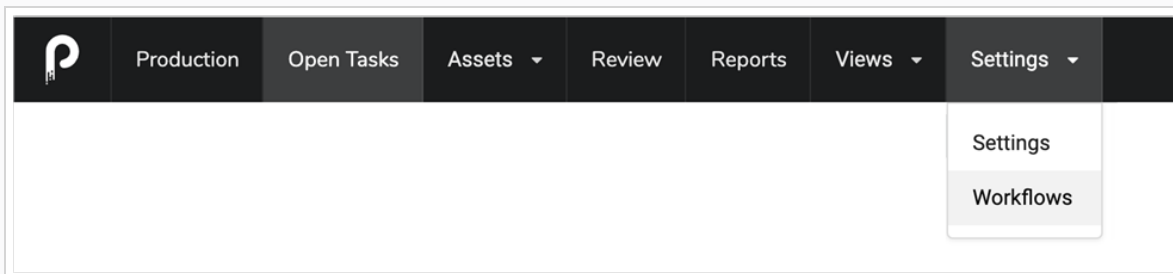 Production Open Tasks Assets Review Reports Views Settings
Settings
Workflows